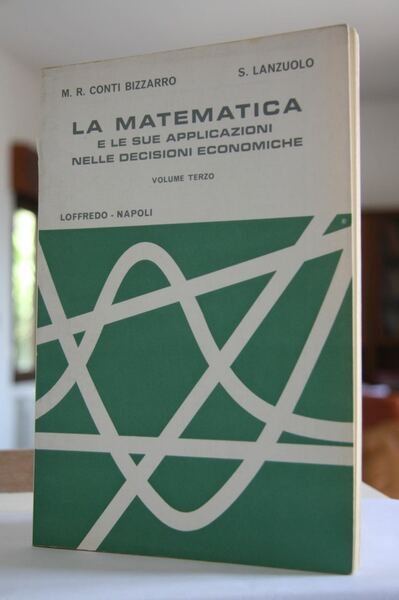 M. R. CONTI BIZZARRO
S. LANZUOLO
LA MATEMATICA
E LE SUE APPLICAZIONI
NELLE DECISIONI ECONOMICHE
VOLUME TERZO
LOFFREDO - NAPOLI